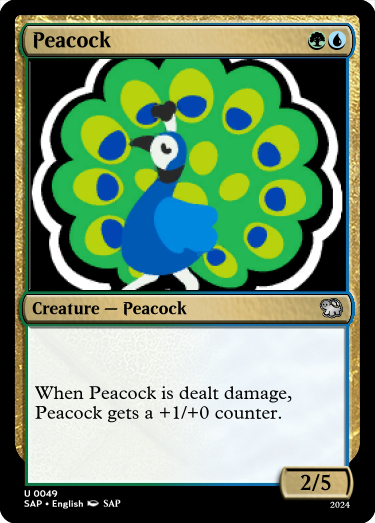 Peacock
Creature — Peacock
When Peacock is dealt damage,
Peacock gets a +1/+0 counter.
2/5
U 0049
SAP • English SAP
2024